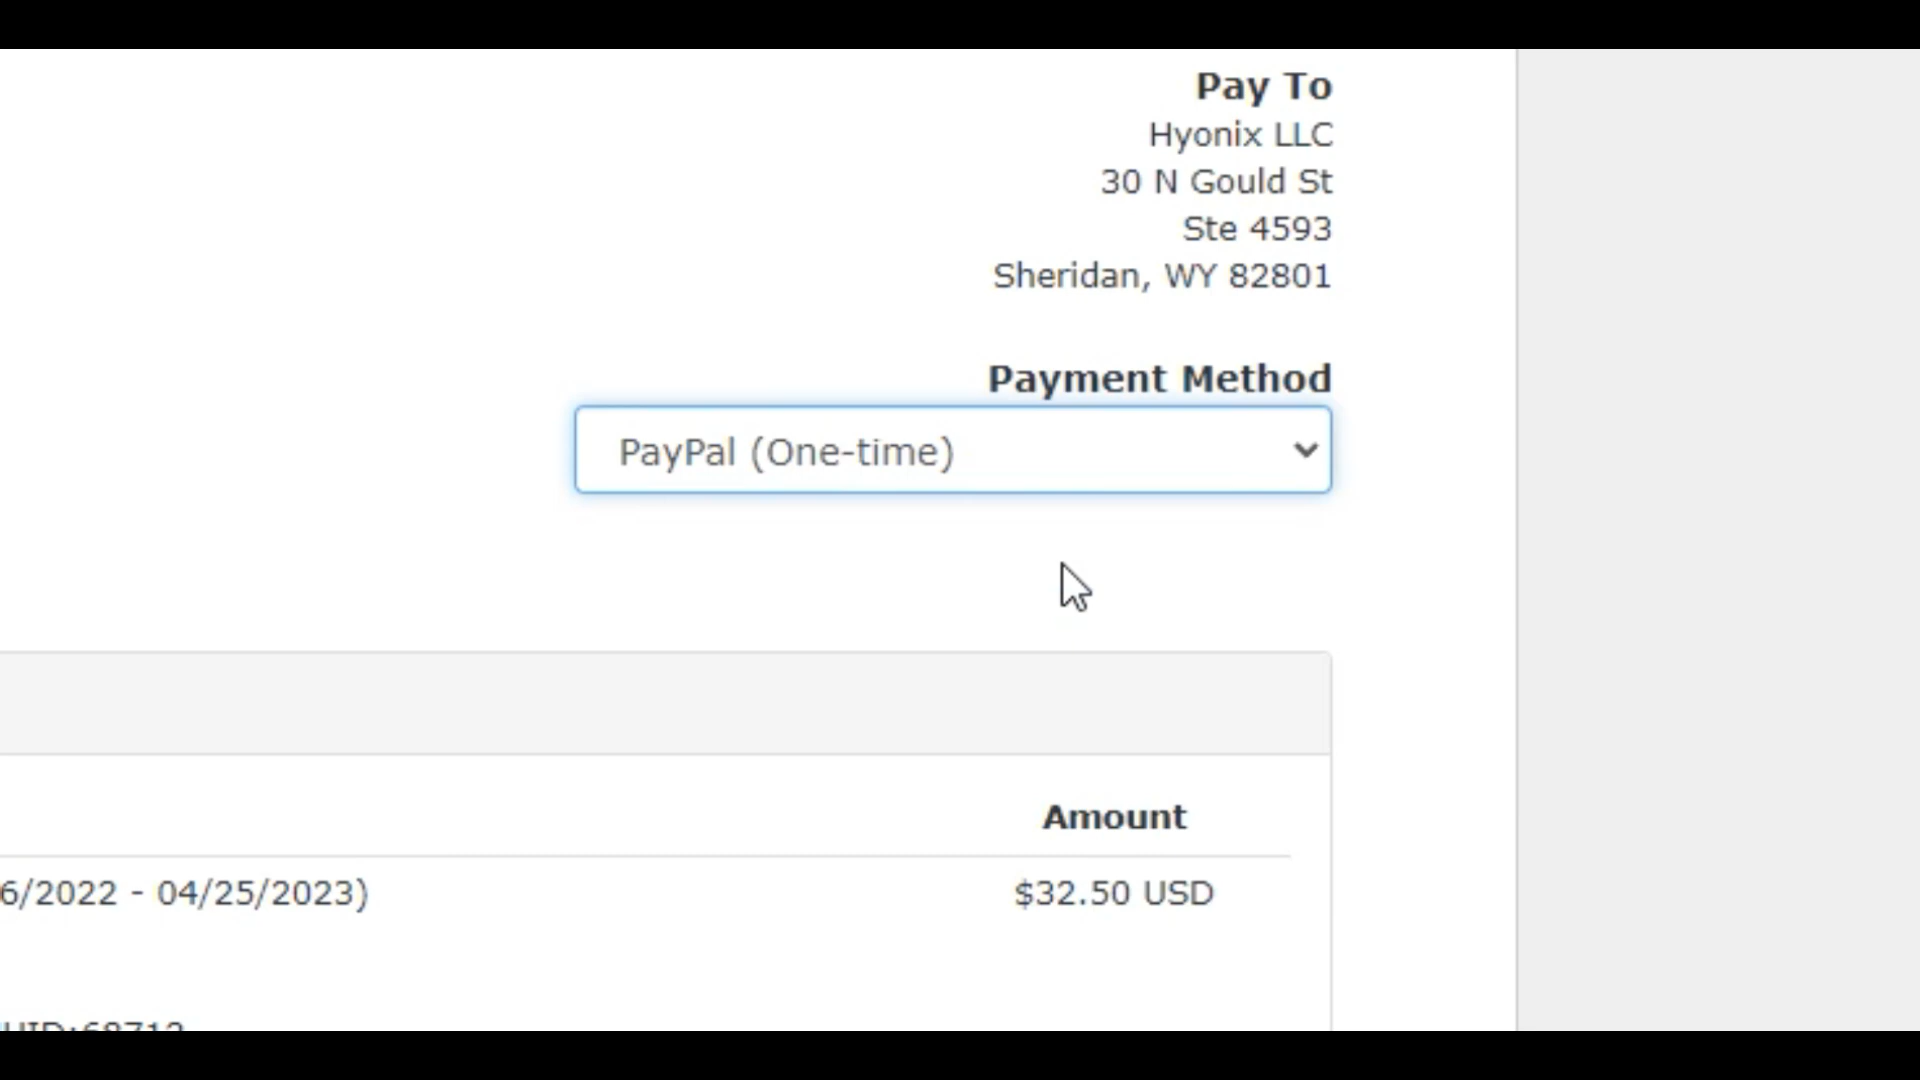 Pay To
Hyonix LLC
30 N Gould St
Ste 4593
Sheridan, WY 82801
Payment Method
PayPal (One-time)
Amount
6/2022 - 04/25/2023)
$32.50 USD